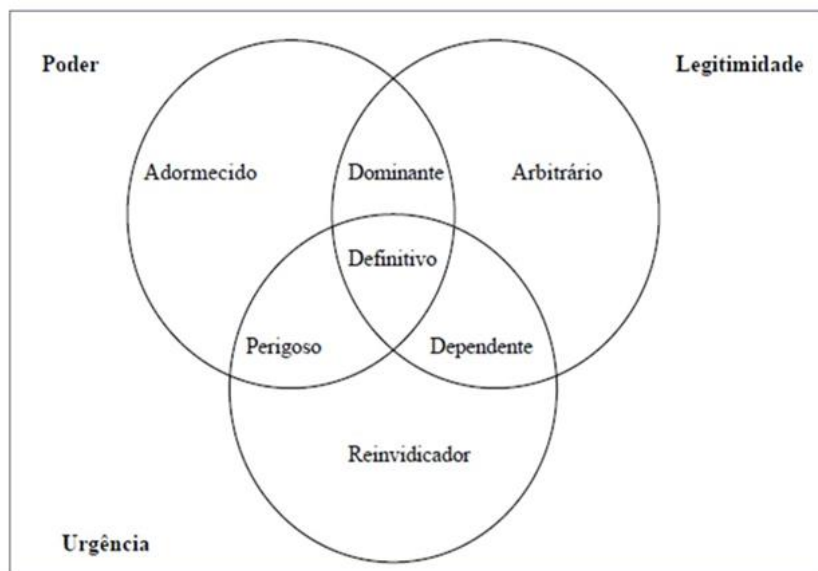 Poder
Legitimidade
Adormecido
Dominante
Arbitrário
Definitivo
Perigoso
Dependente
Reinvidicador
Urgência